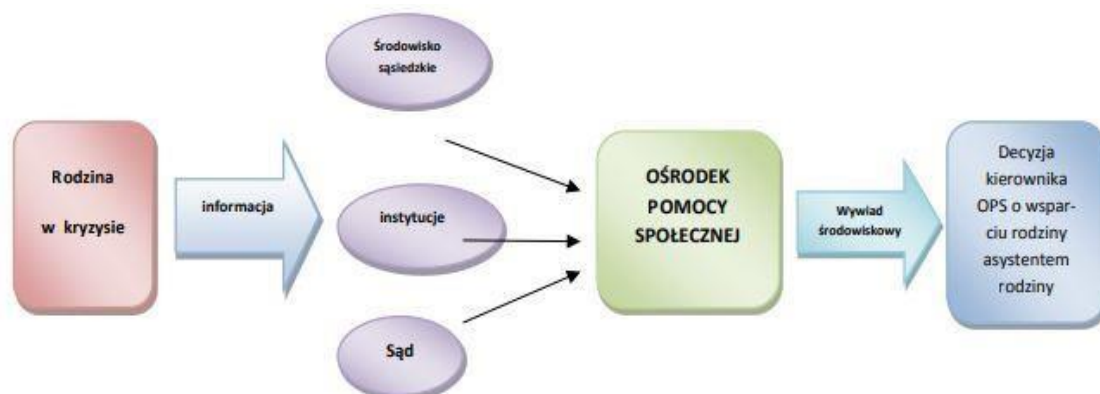 Rodzina
w kryzysie
informacja
Środowisko
sąsiedzkie
instytucje
Sąd
OŚRODEK
POMOCY
SPOŁECZNEJ
Wywiad
środowiskowy
Decyzja
kierownika
OPS o wspar-
ciu rodziny
asystentem
rodziny